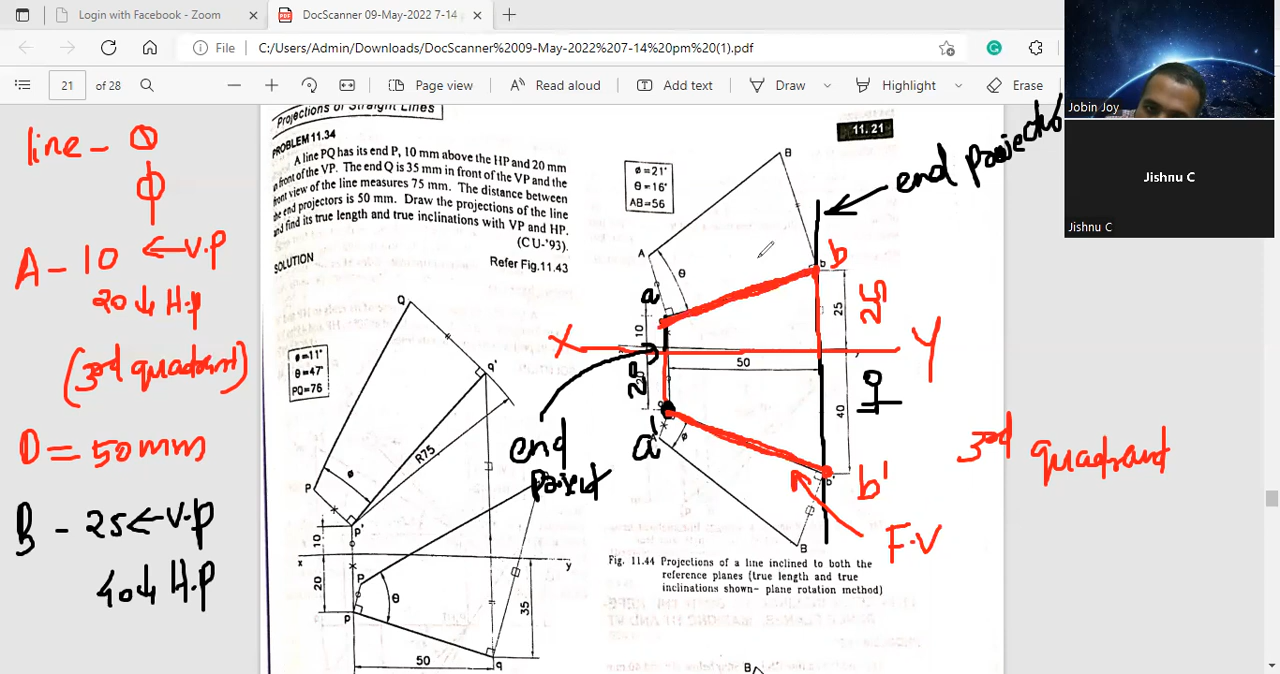 Login with Facebook - Zoom
DocScanner 09-May-2022 7-14
File
C:/Users/Admin/Downloads/DocScanner%2009-May-2022%207-14%20pm%20(1).pdf
21 of 28
Page view
Read aloud
Add text
Draw
Highlight
Erase
Jobin Joy
Jishnu C
Jishnu C
line - θ
ϕ
A - 10 ← V.P
20 ↓ H.P
(3rd quadrant)
D = 50mm
B - 25 ← V.P
40 ↓ H.P
Projections of Straight Lines
11.21
PROBLEM 11.34
A line PQ has its end P, 10 mm above the HP and 20 mm
in front of the VP. The end Q is 35 mm in front of the VP and the
front view of the line measures 75 mm. The distance between
the end projectors is 50 mm. Draw the projections of the line
and find its true length and true inclinations with VP and HP.
(CU-'93).
SOLUTION
Refer Fig.11.43
ø=11°
θ=47°
PQ=76
Q
q'
R75
P
ø
p'
10
x
y
20
P
θ
p
35
50
q
ø=21°
θ=16°
AB=56
B
A
θ
a
b
b
10
25
25
X
Y
y
50
20
40
40
a'
ø
b'
b'
B
end
F.V
3rd quadrant
Fig. 11.44 Projections of a line inclined to both the
reference planes (true length and true
inclinations shown- plane rotation method)
B